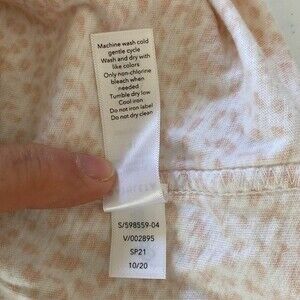 Machine wash cold
gentle cycle
Wash and dry with
like colors
Only non-chlorine
bleach when
needed
Tumble dry low
Cool iron
Do not iron label
Do not dry clean
S/598559-04
V/002895
SP21
10/20